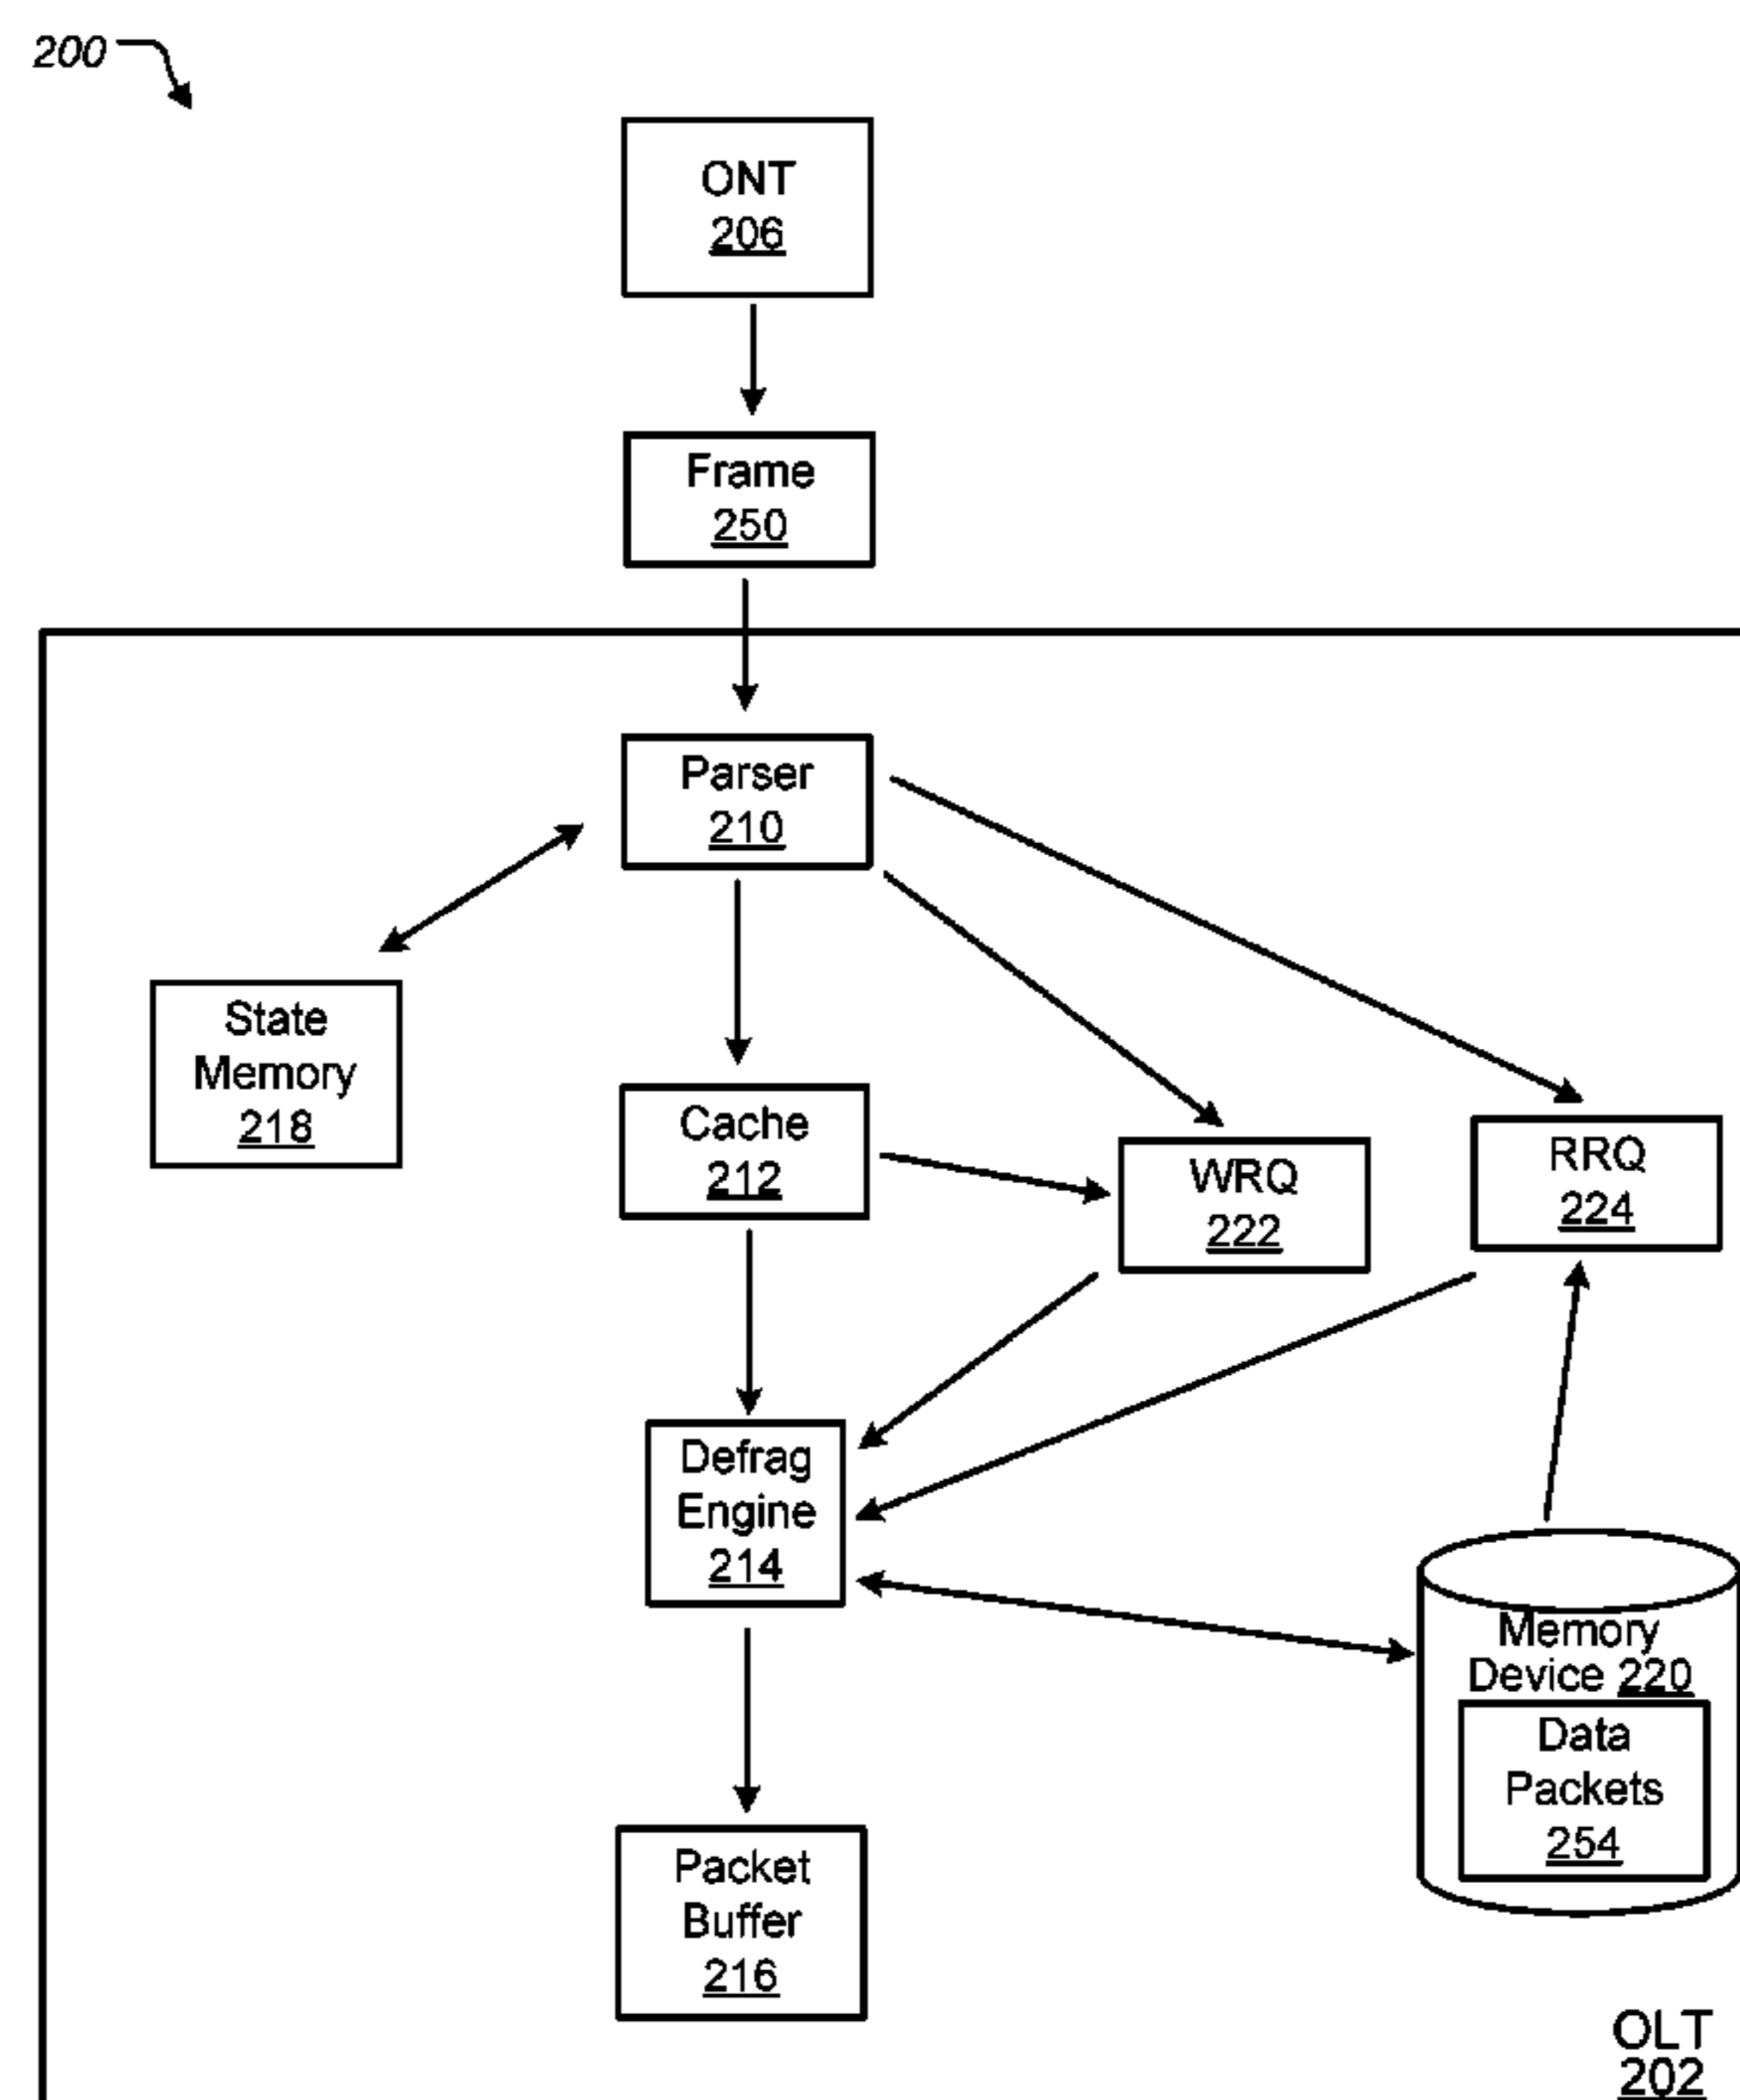 200
ONT
206
Frame
250
Parser
210
State
Memory
218
Cache
212
WRQ
222
RRQ
224
Defrag
Engine
214
Memory
Device 220
Data
Packets
254
Packet
Buffer
216
OLT
202